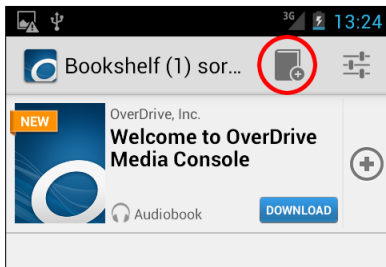 3G 13:24
Bookshelf (1) sor...
NEW
OverDrive, Inc.
Welcome to OverDrive
Media Console
Audiobook
DOWNLOAD